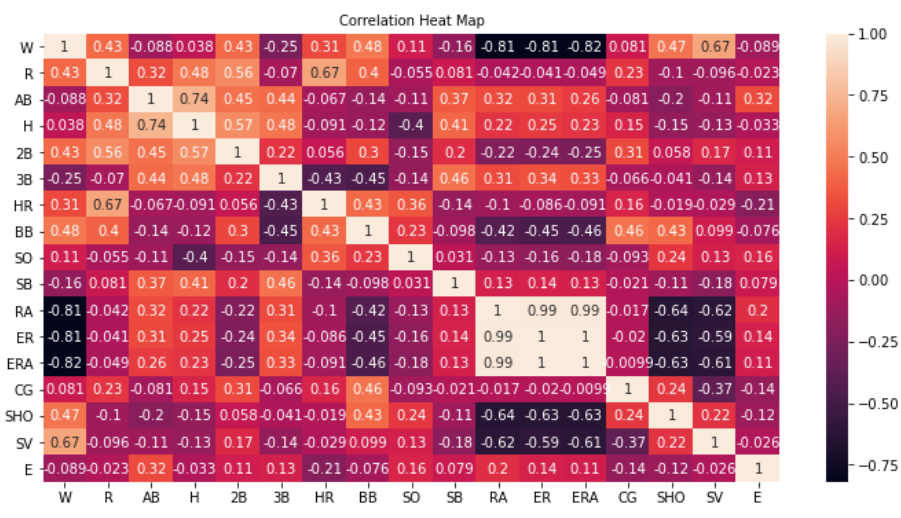 Correlation Heat Map
W 1 0.43 -0.088 0.038 0.43 -0.25 0.31 0.48 0.11 -0.16 -0.81 -0.81 -0.82 0.081 0.47 0.67 -0.089
R 0.43 1 0.32 0.48 0.56 -0.07 0.67 0.4 -0.055 0.081 -0.042 -0.041 -0.049 0.23 -0.1 -0.096 -0.023
AB -0.088 0.32 1 0.74 0.45 0.44 -0.067 -0.14 -0.11 0.37 0.32 0.31 0.26 -0.081 -0.2 -0.11 0.32
H 0.038 0.48 0.74 1 0.57 0.48 -0.091 -0.12 -0.4 0.41 0.22 0.25 0.23 0.15 -0.15 -0.13 -0.033
2B 0.43 0.56 0.45 0.57 1 0.22 0.056 0.3 -0.15 0.2 -0.22 -0.24 -0.25 0.31 0.058 0.17 0.11
3B -0.25 -0.07 0.44 0.48 0.22 1 -0.43 -0.45 -0.14 0.46 0.31 0.34 0.33 -0.066 -0.041 -0.14 0.13
HR 0.31 0.67 -0.067 -0.091 0.056 -0.43 1 0.43 0.36 -0.14 -0.1 -0.086 -0.091 0.16 -0.019 -0.029 -0.21
BB 0.48 0.4 -0.14 -0.12 0.3 -0.45 0.43 1 0.23 -0.098 -0.42 -0.45 -0.46 0.46 0.43 0.099 -0.076
SO 0.11 -0.055 -0.11 -0.4 -0.15 -0.14 0.36 0.23 1 0.031 -0.13 -0.16 -0.18 -0.093 0.24 0.13 0.16
SB -0.16 0.081 0.37 0.41 0.2 0.46 -0.14 -0.098 0.031 1 0.13 0.14 0.13 -0.021 -0.11 -0.18 0.079
RA -0.81 -0.042 0.32 0.22 -0.22 0.31 -0.1 -0.42 -0.13 0.13 1 0.99 0.99 -0.017 -0.64 -0.62 0.2
ER -0.81 -0.041 0.31 0.25 -0.24 0.34 -0.086 -0.45 -0.16 0.14 0.99 1 1 -0.02 -0.63 -0.59 0.14
ERA -0.82 -0.049 0.26 0.23 -0.25 0.33 -0.091 -0.46 -0.18 0.13 0.99 1 1 -0.0099 -0.63 -0.61 0.11
CG 0.081 0.23 -0.081 0.15 0.31 -0.066 0.16 0.46 -0.093 -0.021 -0.017 -0.02 -0.0099 1 0.24 -0.37 -0.14
SHO 0.47 -0.1 -0.2 -0.15 0.058 -0.041 -0.019 0.43 0.24 -0.11 -0.64 -0.63 -0.63 0.24 1 0.22 -0.12
SV 0.67 -0.096 -0.11 -0.13 0.17 -0.14 -0.029 0.099 0.13 -0.18 -0.62 -0.59 -0.61 -0.37 0.22 1 -0.026
E -0.089 -0.023 0.32 -0.033 0.11 0.13 -0.21 -0.076 0.16 0.079 0.2 0.14 0.11 -0.14 -0.12 -0.026 1
W R AB H 2B 3B HR BB SO SB RA ER ERA CG SHO SV E
1.00
0.75
0.50
0.25
0.00
-0.25
-0.50
-0.75